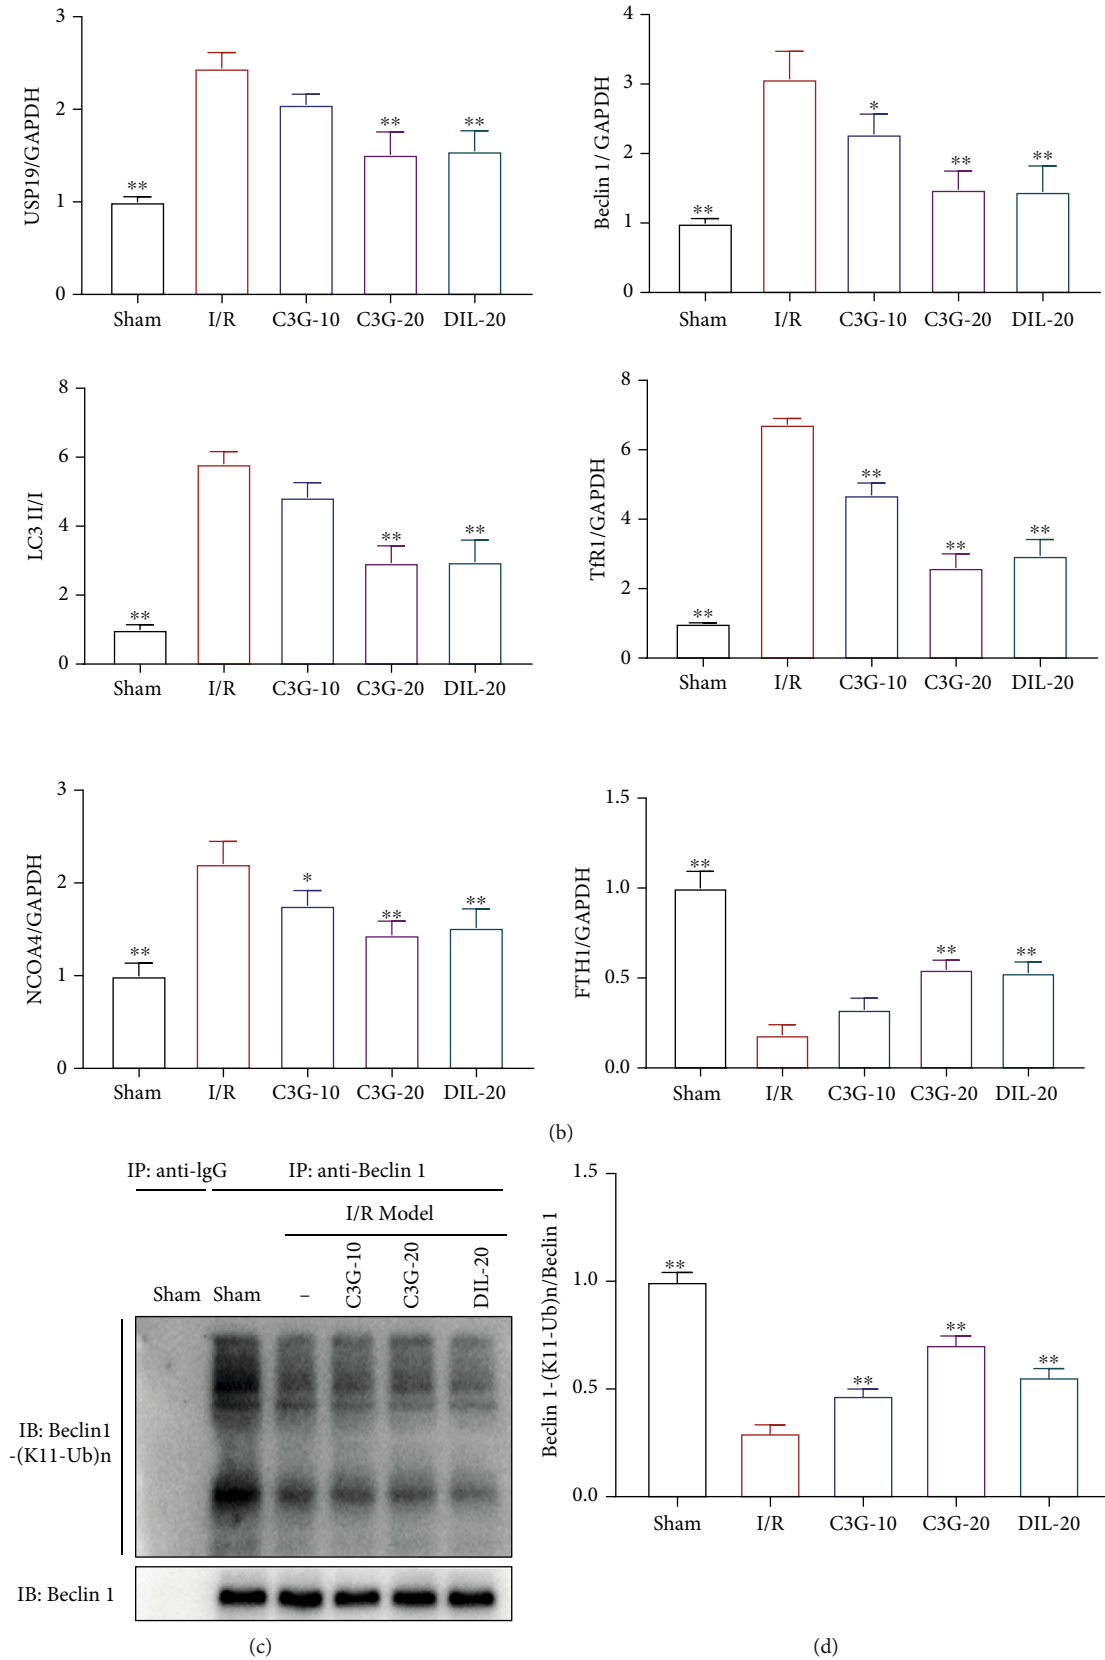 3
2
1
0
USP19/GAPDH
**
**
**
Sham
I/R
C3G-10
C3G-20
DIL-20
4
3
2
1
0
Beclin 1/ GAPDH
**
*
**
**
Sham
I/R
C3G-10
C3G-20
DIL-20
8
6
4
2
0
LC3 II/I
**
**
**
Sham
I/R
C3G-10
C3G-20
DIL-20
8
6
4
2
0
TfR1/GAPDH
**
**
**
**
Sham
I/R
C3G-10
C3G-20
DIL-20
3
2
1
0
NCOA4/GAPDH
**
*
**
**
Sham
I/R
C3G-10
C3G-20
DIL-20
1.5
1.0
0.5
0.0
FTH1/GAPDH
**
**
**
Sham
I/R
C3G-10
C3G-20
DIL-20
(b)
IP: anti-lgG
IP: anti-Beclin 1
I/R Model
Sham
Sham
–
C3G-10
C3G-20
DIL-20
IB: Beclin1
-(K11-Ub)n
IB: Beclin 1
(c)
1.5
1.0
0.5
0.0
Beclin 1-(K11-Ub)n/Beclin 1
**
**
**
**
Sham
I/R
C3G-10
C3G-20
DIL-20
(d)